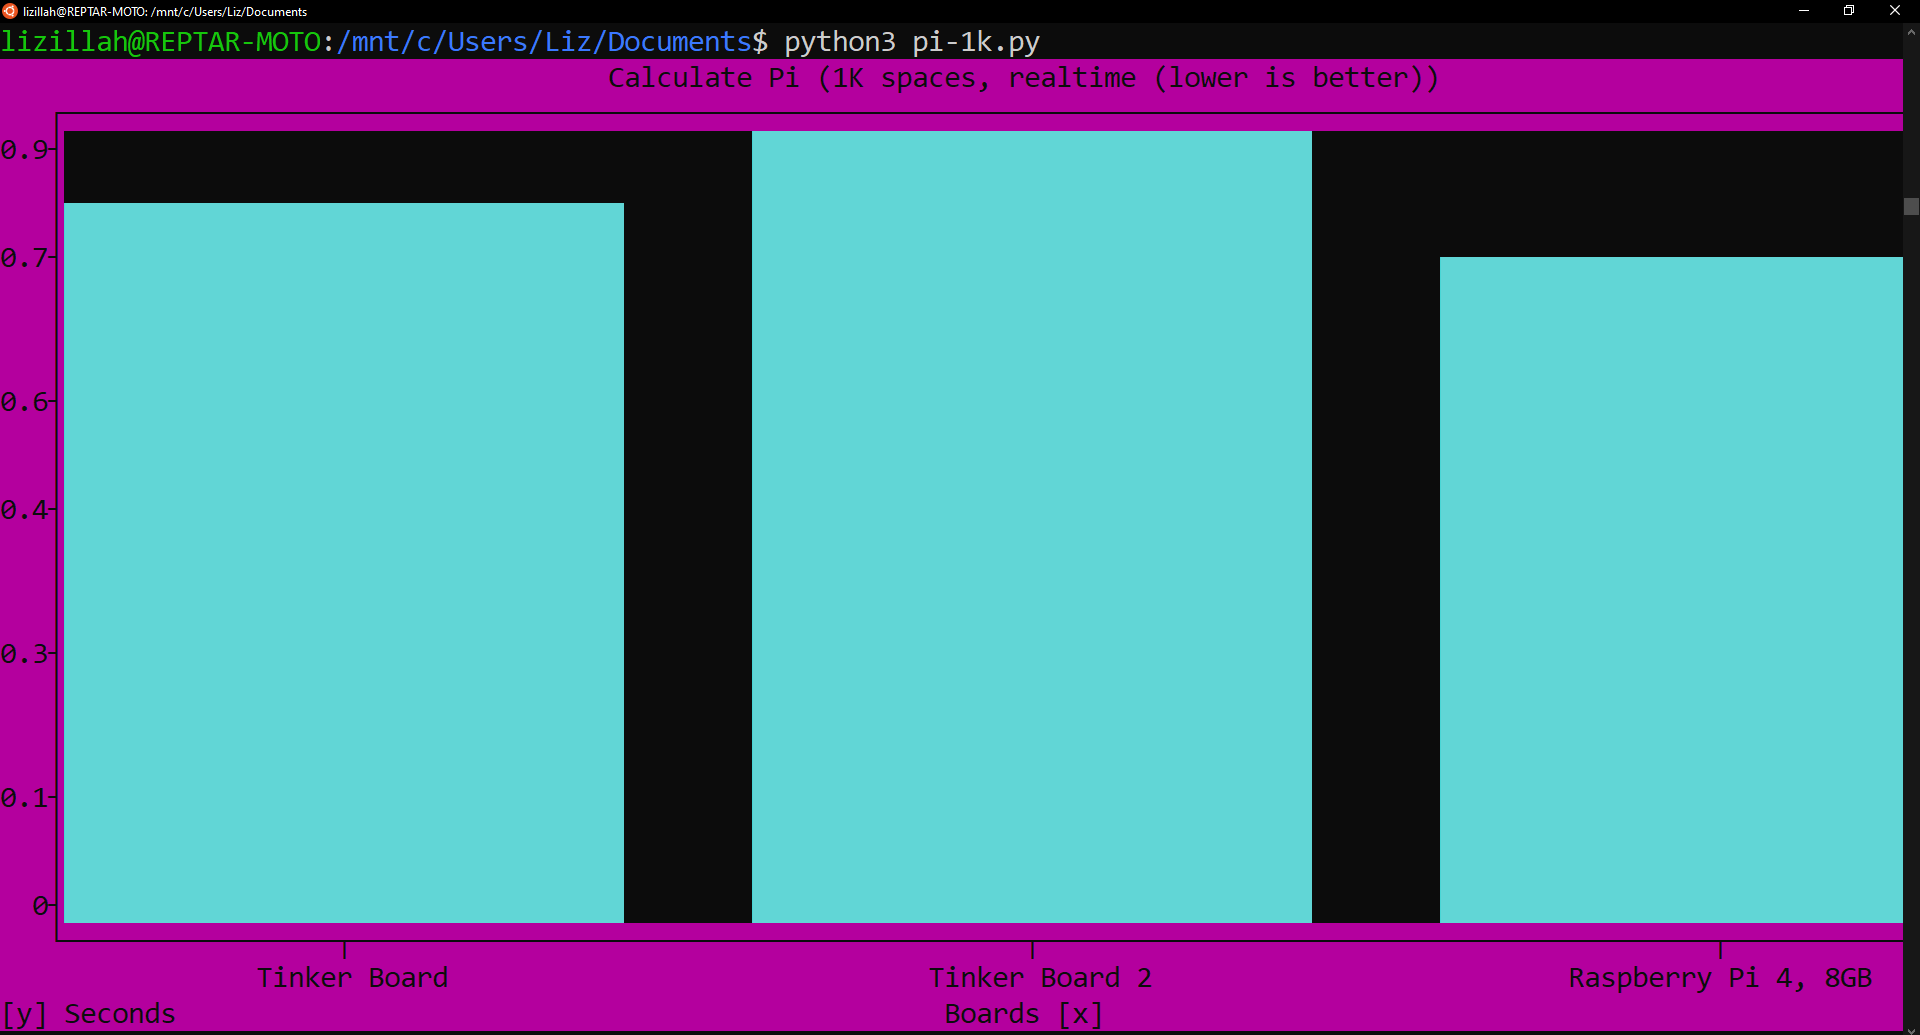 lizillah@REPTAR-MOTO: /mnt/c/Users/Liz/Documents
lizillah@REPTAR-MOTO:/mnt/c/Users/Liz/Documents$ python3 pi-1k.py
Calculate Pi (1K spaces, realtime (lower is better))
0.9
0.7
0.6
0.4
0.3
0.1
0
Tinker Board Tinker Board 2 Raspberry Pi 4, 8GB
[y] Seconds Boards [x]